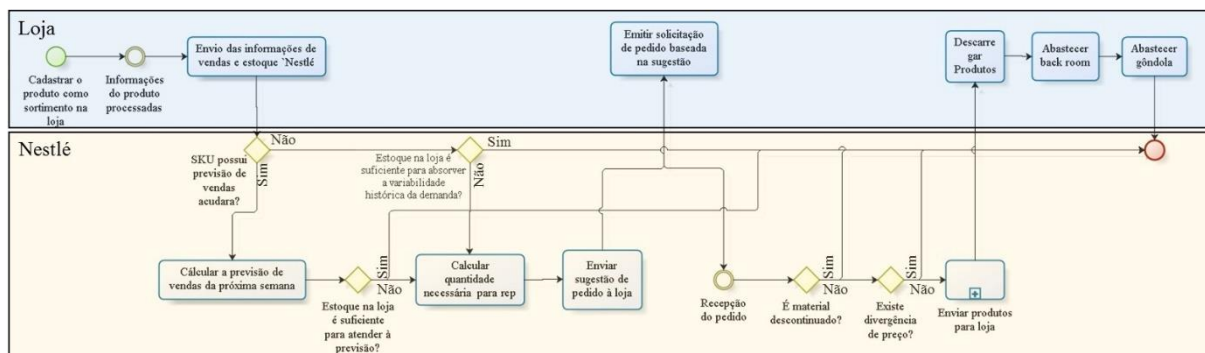 Loja
Cadastrar o
produto como
sortimento na
loja
Informações
do produto
processadas
Envio das informações de
vendas e estoque `Nestlé
Emitir solicitação
de pedido baseada
na sugestão
Descarre
gar
Produtos
Abastecer
back room
Abastecer
gôndola
Nestlé
SKU possui
previsão de
vendas
acudara?
Não
Sim
Estoque na loja é
suficiente para absorver
a variabilidade
histórica da demanda?
Sim
Não
Cálcular a previsão de
vendas da próxima semana
Sim
Não
Estoque na loja
é suficiente
para atender à
previsão?
Calcular
quantidade
necessária para rep
Enviar
sugestão de
pedido à loja
Recepção
do pedido
Sim
Não
É material
descontinuado?
Sim
Não
Existe
divergência
de preço?
Enviar produtos
para loja